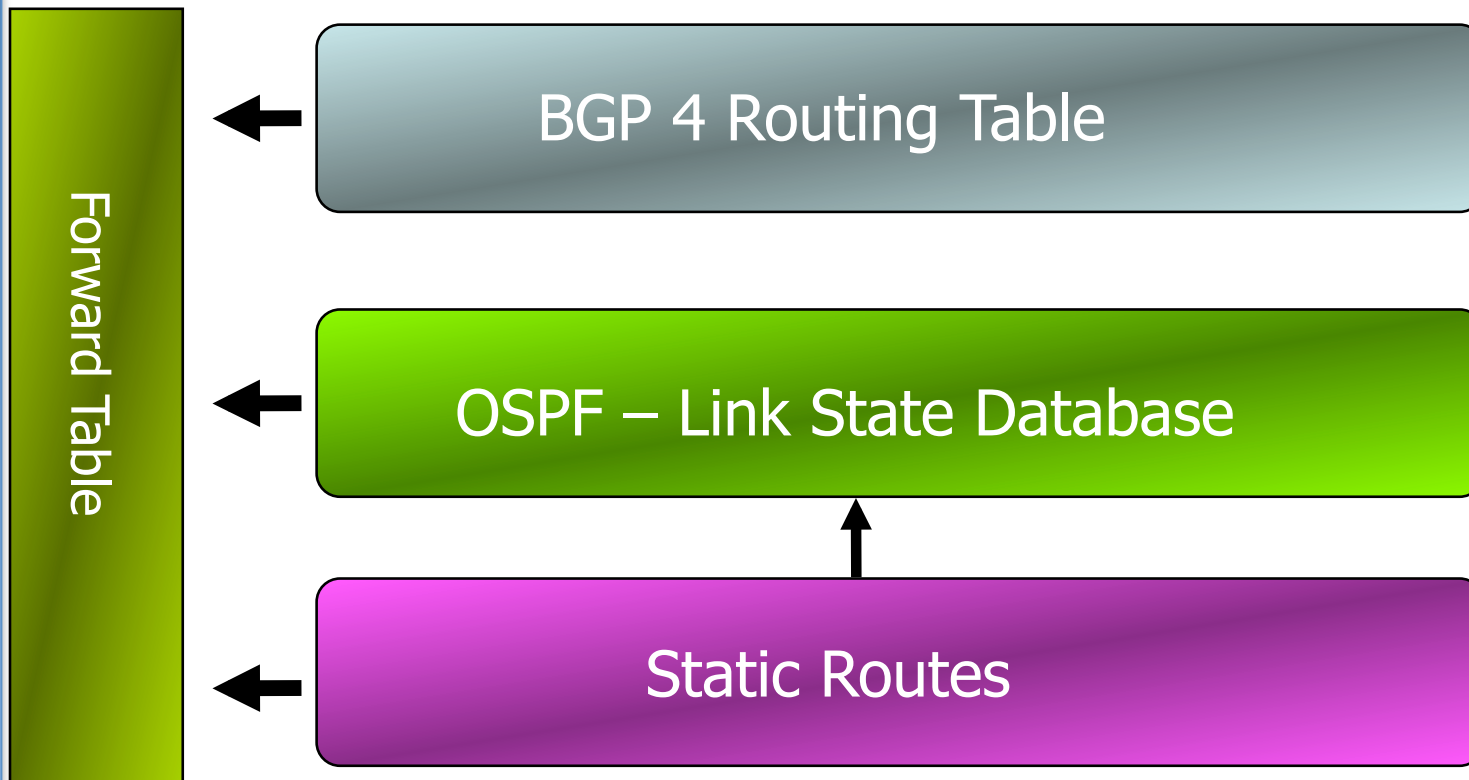 Forward Table
BGP 4 Routing Table
OSPF – Link State Database
Static Routes